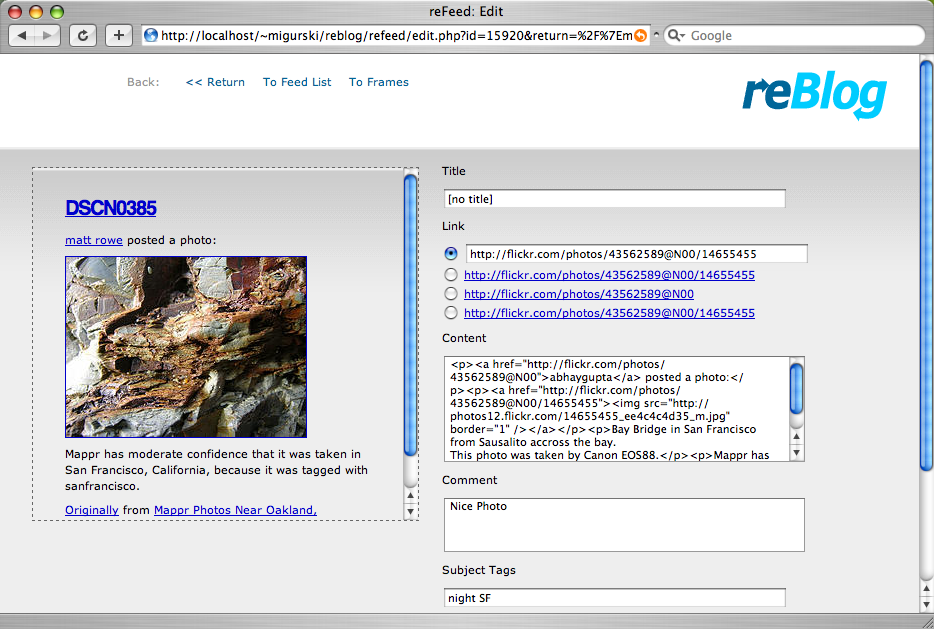 reFeed: Edit
http://localhost/~migurski/reblog/refeed/edit.php?id=15920&return=%2F%7Em
Google
Back: << Return To Feed List To Frames
reBlog
DSCN0385
matt rowe posted a photo:
Mappr has moderate confidence that it was taken in
San Francisco, California, because it was tagged with
sanfrancisco.
Originally from Mappr Photos Near Oakland,
Title
[no title]
Link
http://flickr.com/photos/43562589@N00/14655455
http://flickr.com/photos/43562589@N00/14655455
http://flickr.com/photos/43562589@N00
http://flickr.com/photos/43562589@N00/14655455
Content
<p><a href="http://flickr.com/photos/
43562589@N00">abhaygupta</a> posted a photo:</
p><p><a href="http://flickr.com/photos/
43562589@N00/14655455"><img src="http://
photos12.flickr.com/14655455_ee4c4c4d35_m.jpg"
border="1" /></a></p><p>Bay Bridge in San Francisco
from Sausalito accross the bay.
This photo was taken by Canon EOS88.</p><p>Mappr has
Comment
Nice Photo
Subject Tags
night SF